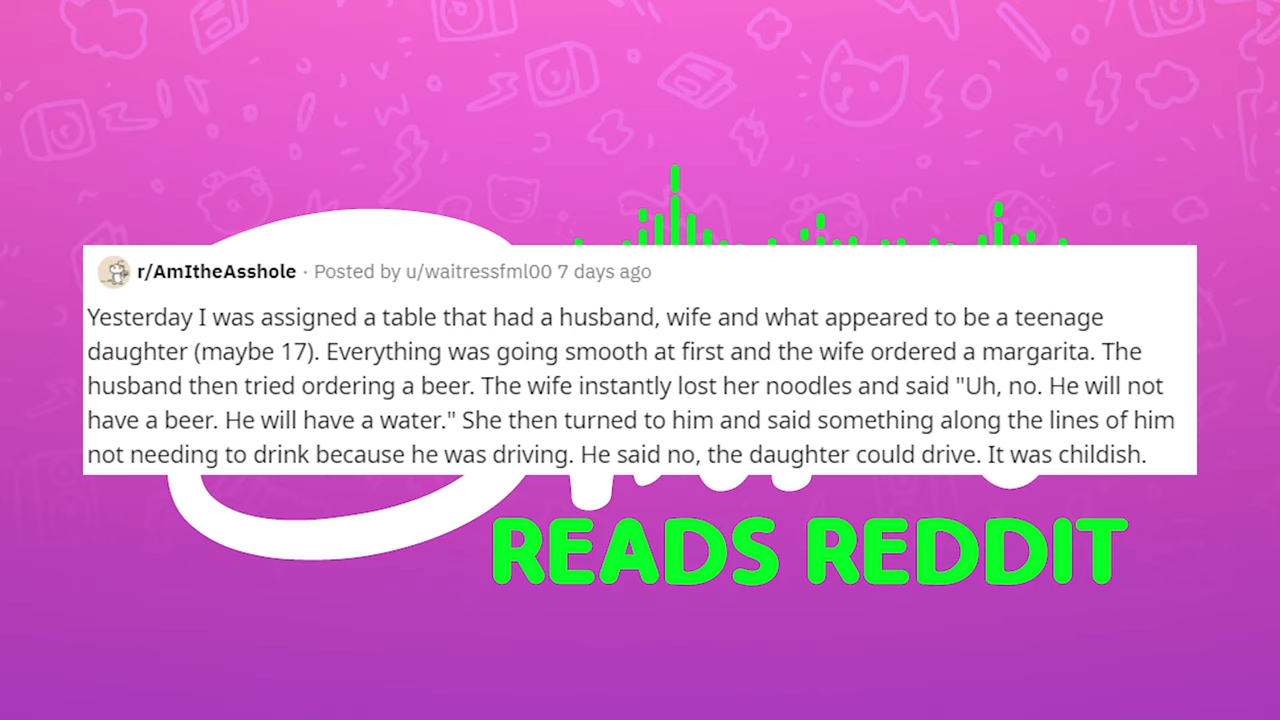 r/AmItheAsshole · Posted by u/waitressfml00 7 days ago
Yesterday I was assigned a table that had a husband, wife and what appeared to be a teenage
daughter (maybe 17). Everything was going smooth at first and the wife ordered a margarita. The
husband then tried ordering a beer. The wife instantly lost her noodles and said "Uh, no. He will not
have a beer. He will have a water." She then turned to him and said something along the lines of him
not needing to drink because he was driving. He said no, the daughter could drive. It was childish.
READS REDDIT